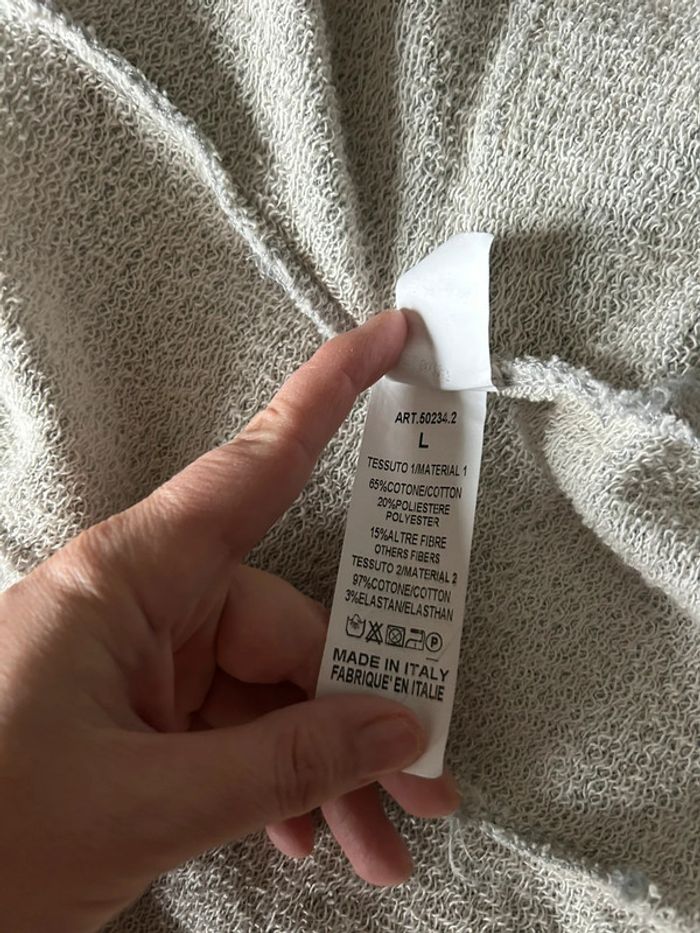 ART.50234.2
L
TESSUTO 1/MATERIAL 1
65%COTONE/COTTON
20%POLIESTERE
POLYESTER
15%ALTRE FIBRE
OTHERS FIBERS
TESSUTO 2/MATERIAL 2
97%COTONE/COTTON
3%ELASTAN/ELASTHAN
P
MADE IN ITALY
FABRIQUE' EN ITALIE